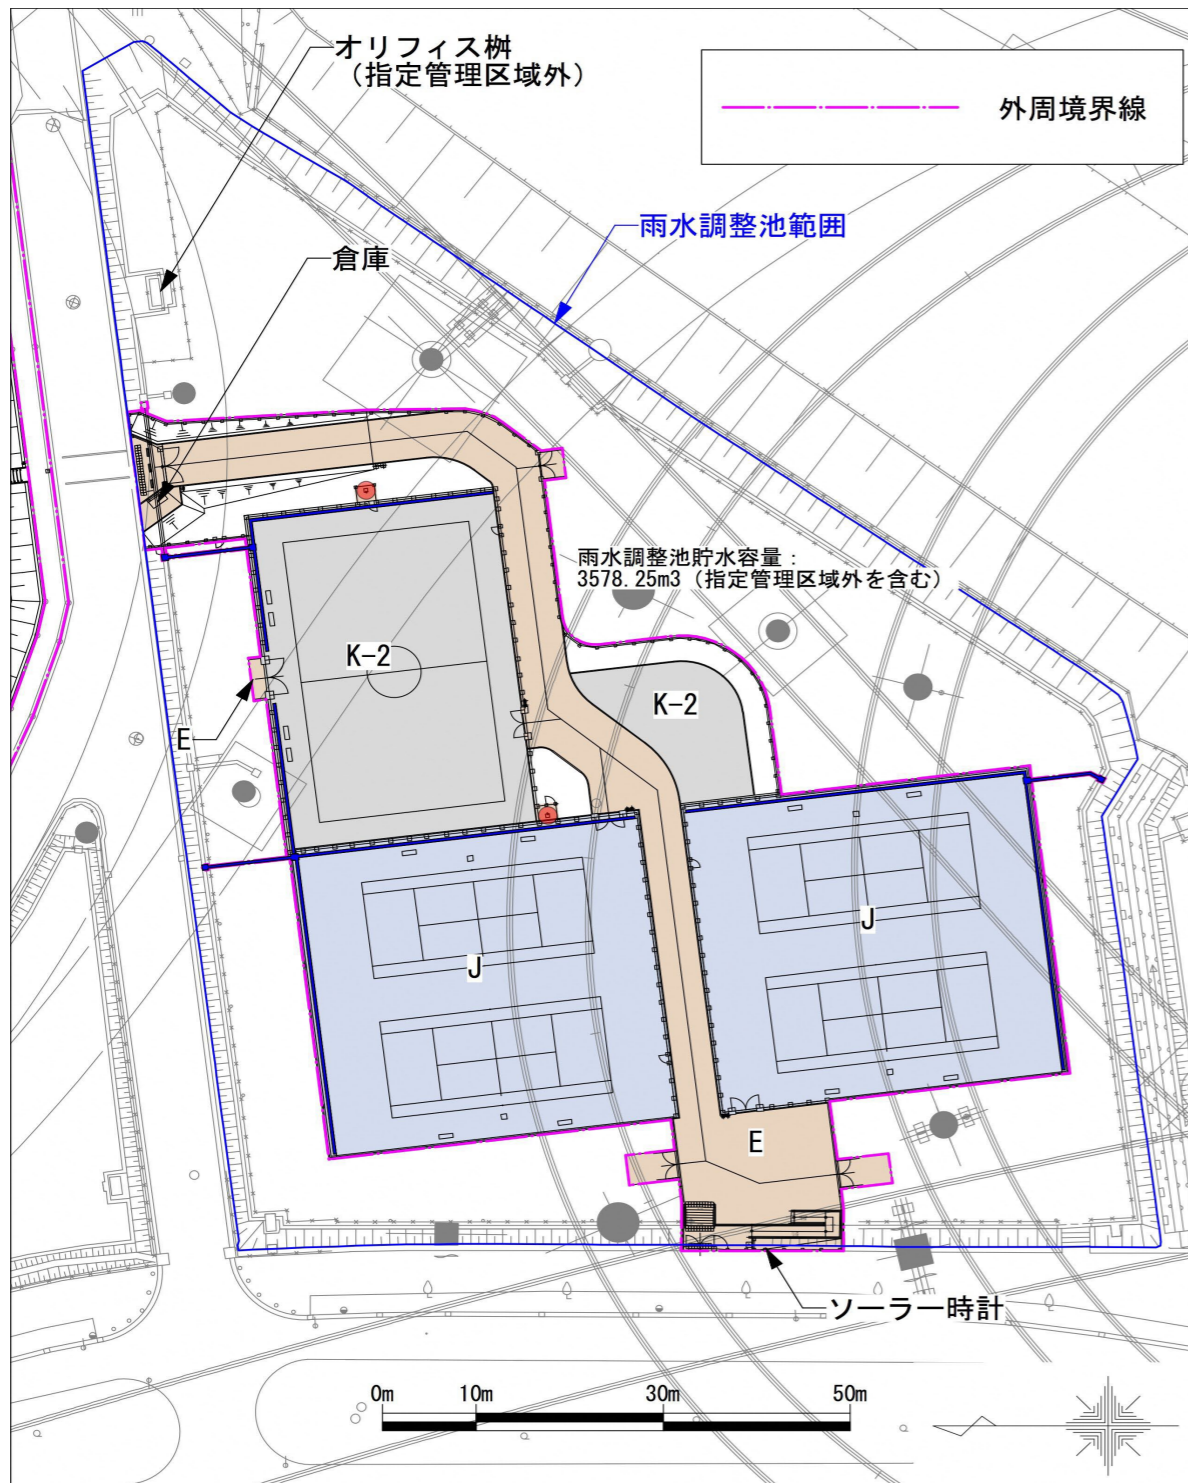 オリフィス桝
（指定管理区域外）
外周境界線
雨水調整池範囲
倉庫
雨水調整池貯水容量：
3578.25m3（指定管理区域外を含む）
K-2
K-2
E
J
J
E
ソーラー時計
0m 10m 30m 50m